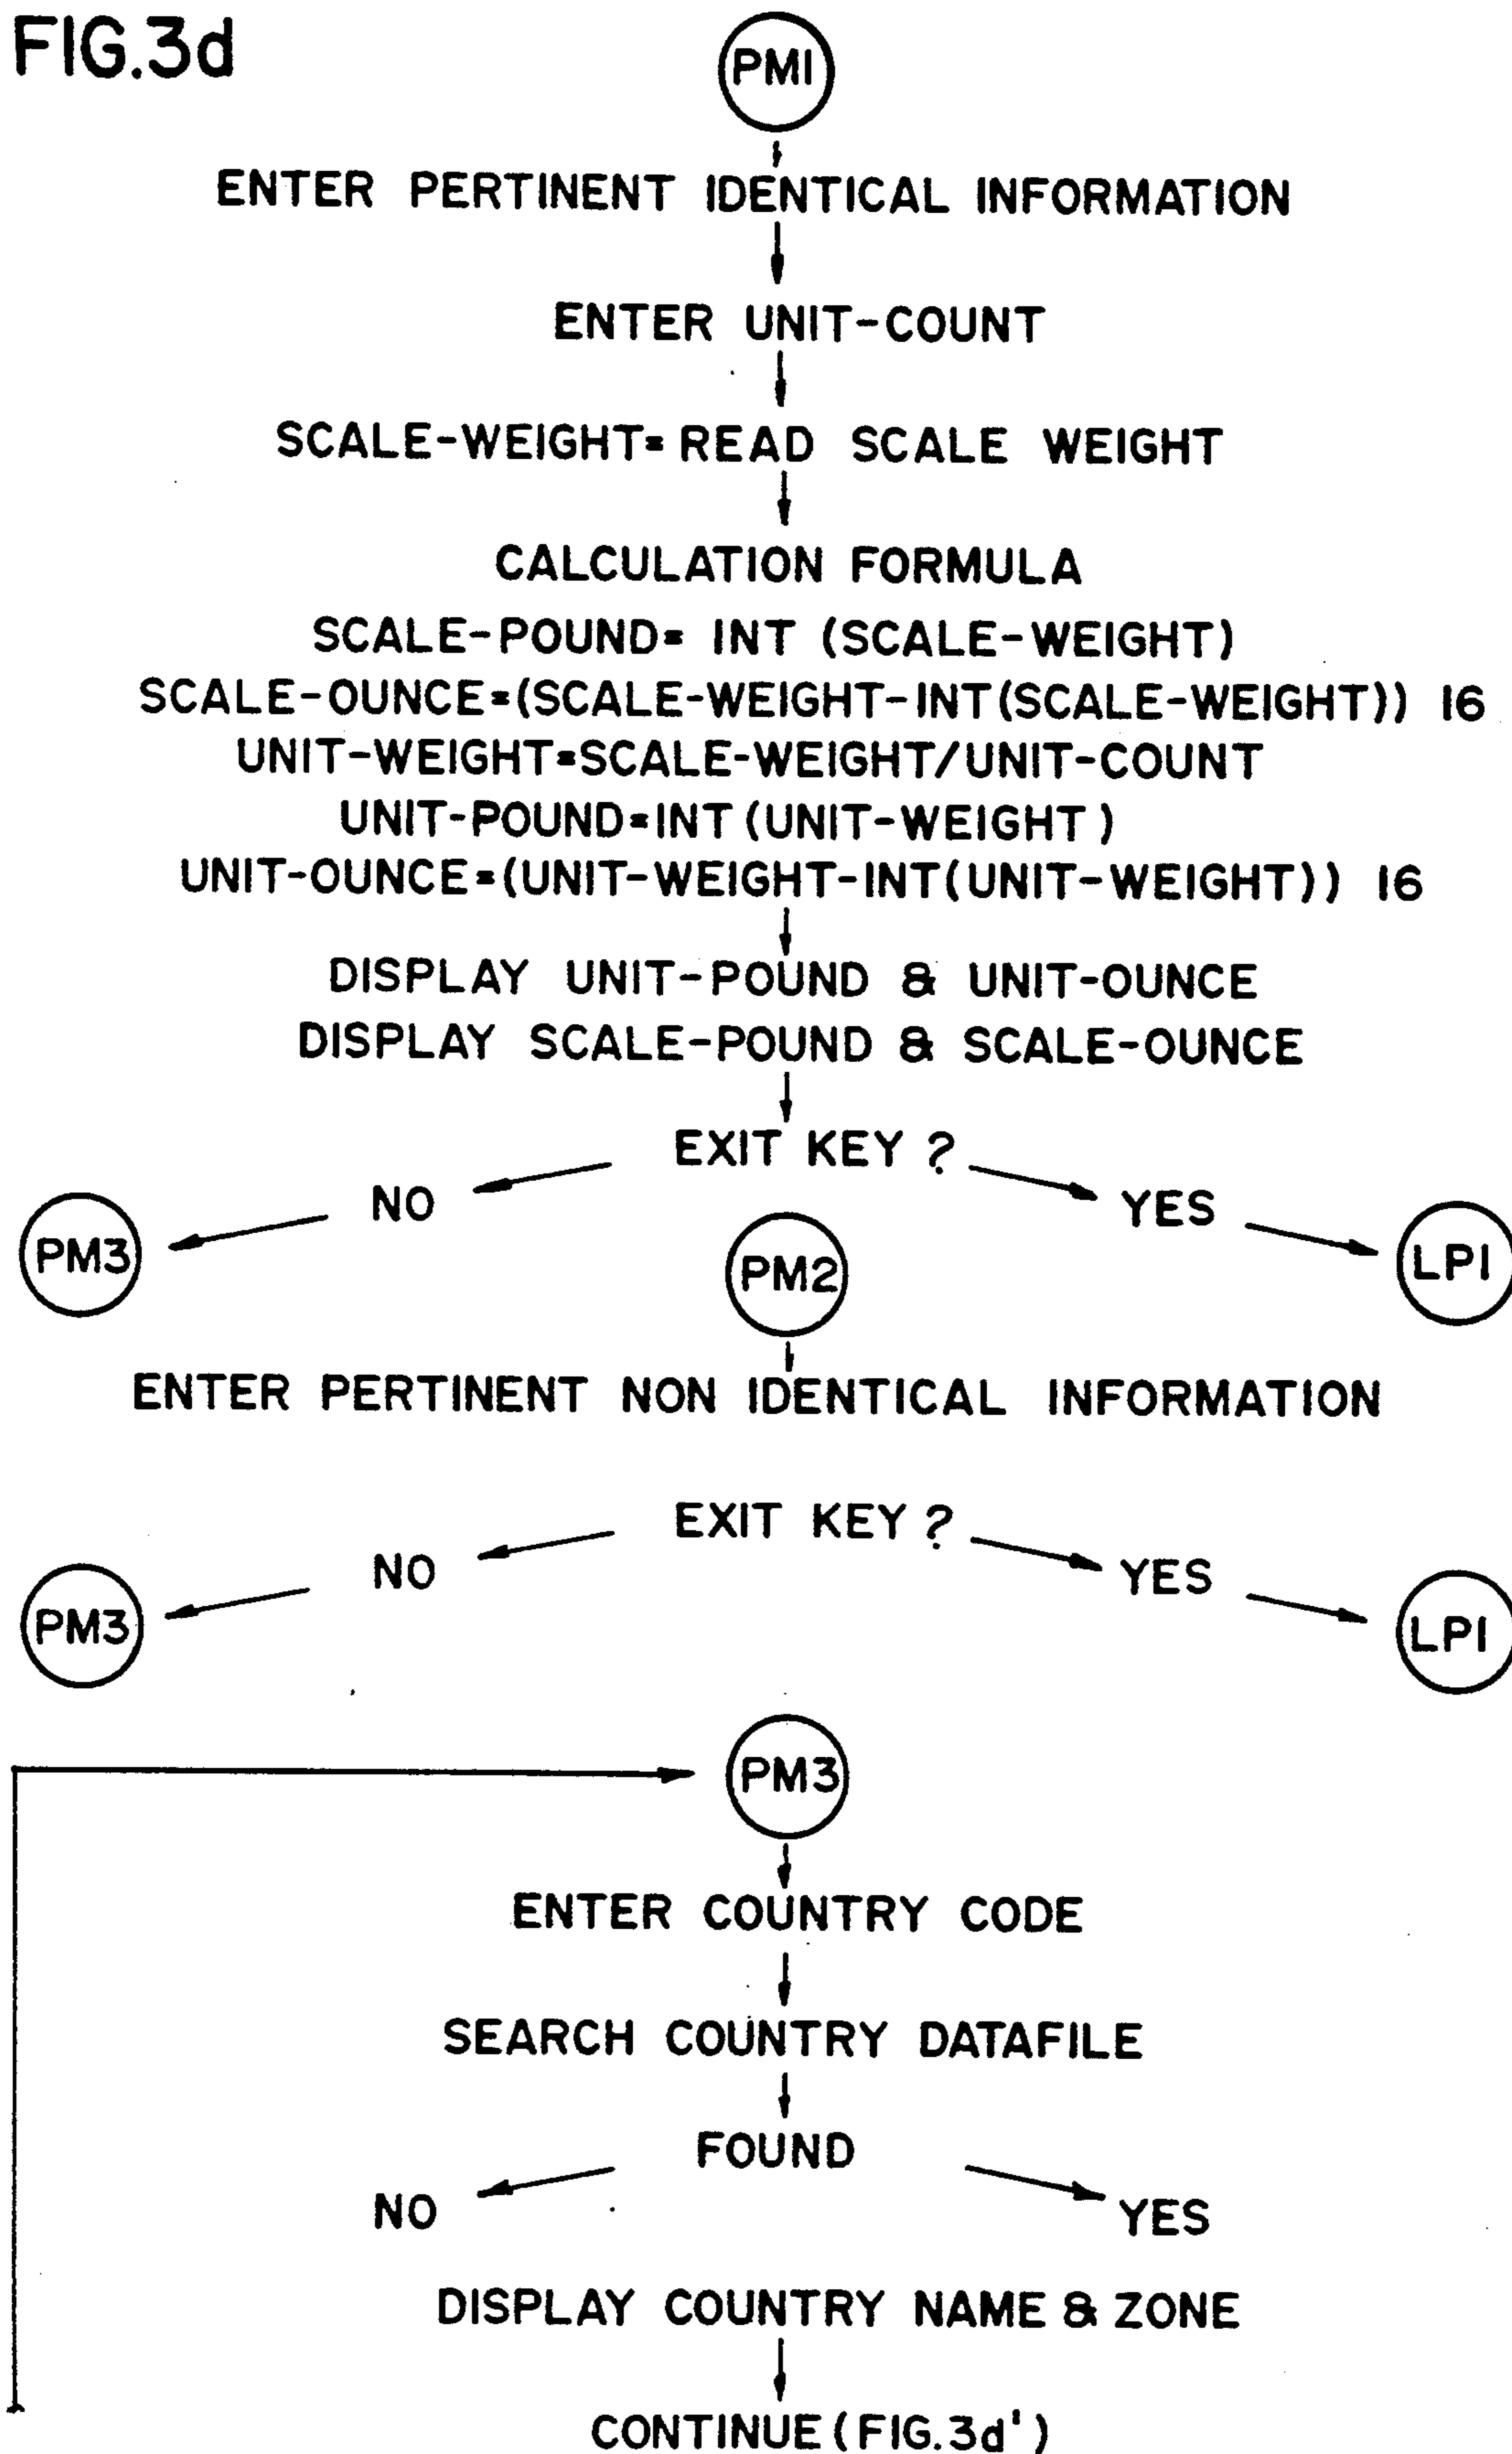 FIG.3d
PM1
ENTER PERTINENT IDENTICAL INFORMATION
ENTER UNIT-COUNT
SCALE-WEIGHT=READ SCALE WEIGHT
CALCULATION FORMULA
SCALE-POUND= INT (SCALE-WEIGHT)
SCALE-OUNCE=(SCALE-WEIGHT-INT(SCALE-WEIGHT)) 16
UNIT-WEIGHT=SCALE-WEIGHT/UNIT-COUNT
UNIT-POUND=INT(UNIT-WEIGHT)
UNIT-OUNCE=(UNIT-WEIGHT-INT(UNIT-WEIGHT)) 16
DISPLAY UNIT-POUND & UNIT-OUNCE
DISPLAY SCALE-POUND & SCALE-OUNCE
EXIT KEY ?
NO
YES
PM3
PM2
LP1
ENTER PERTINENT NON IDENTICAL INFORMATION
EXIT KEY ?
NO
YES
PM3
LP1
PM3
ENTER COUNTRY CODE
SEARCH COUNTRY DATAFILE
FOUND
NO
YES
DISPLAY COUNTRY NAME & ZONE
CONTINUE (FIG.3d')